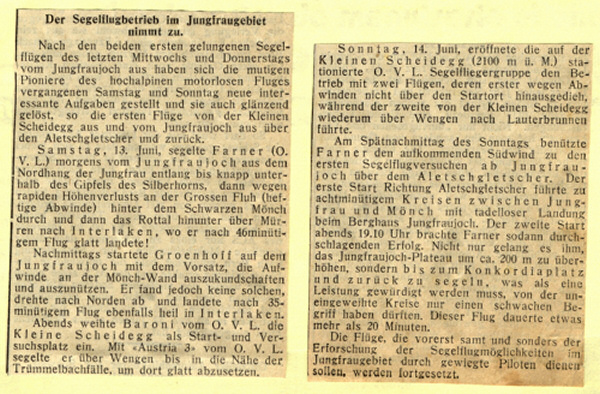 Der Segelflugbetrieb im Jungfraugebiet
nimmt zu.
Nach den beiden ersten gelungenen Segel-
flügen des letzten Mittwochs und Donnerstags
vom Jungfraujoch aus haben sich die mutigen
Pioniere des hochalpinen motorlosen Fluges
vergangenen Samstag und Sonntag neue inter-
essante Aufgaben gestellt und sie auch glänzend
gelöst, so die ersten Flüge von der Kleinen
Scheidegg aus und vom Jungfraujoch aus über
den Aletschgletscher und zurück.
Samstag, 13. Juni, segelte Farner (O.
V. L.) morgens vom Jungfraujoch aus dem
Nordhang der Jungfrau entlang bis knapp unter-
halb des Gipfels des Silberhorns, dann wegen
rapiden Höhenverlusts an der Grossen Fluh (hef-
tige Abwinde) hinter dem Schwarzen Mönch
durch und dann das Rottal hinunter über Mür-
ren nach Interlaken, wo er nach 46minüti-
gem Flug glatt landete!
Nachmittags startete Groenhoff auf dem
Jungfraujoch mit dem Vorsatz, die Auf-
winde an der Mönch-Wand auszukundschaften
und auszunützen. Er fand jedoch keine solchen,
drehte nach Norden ab und landete nach 35-
minütigem Flug ebenfalls heil in Interlaken.
Abends weihte Baroni vom O. V. L. die
Kleine Scheidegg als Start- und Ver-
suchsplatz ein. Mit «Austria 3» vom O. V. L.
segelte er über Wengen bis in die Nähe der
Trümmelbachfälle, um dort glatt abzusetzen.
Sonntag, 14. Juni, eröffnete die auf der
Kleinen Scheidegg (2100 m ü. M.) sta-
tionierte O. V. L. Segelfliegergruppe den Be-
trieb mit zwei Flügen, deren erster wegen Ab-
winden nicht über den Startort hinausgedieh,
während der zweite von der Kleinen Scheidegg
wiederum über Wengen nach Lauterbrunnen
führte.
Am Spätnachmittag des Sonntags benützte
Farner den aufkommenden Südwind zu den
ersten Segelflugversuchen ab Jungfrau-
joch über dem Aletschgletscher. Der
erste Start Richtung Aletschgletscher führte zu
achtminütigem Kreisen zwischen Jung-
frau und Mönch mit tadelloser Landung
beim Berghaus Jungfraujoch. Der zweite Start
abends 19.10 Uhr brachte Farner sodann durch-
schlagenden Erfolg. Nicht nur gelang es ihm,
das Jungfraujoch-Plateau um ca. 200 m zu über-
höhen, sondern bis zum Konkordiaplatz
und zurück zu segeln, was als eine
Leistung gewürdigt werden muss, von der un-
eingeweihte Kreise nur einen schwachen Be-
griff haben dürften. Dieser Flug dauerte etwas
mehr als 20 Minuten.
Die Flüge, die vorerst samt und sonders der
Erforschung der Segelflugmöglichkeiten im
Jungfraugebiet durch gewiegte Piloten dienen
sollen, werden fortgesetzt.